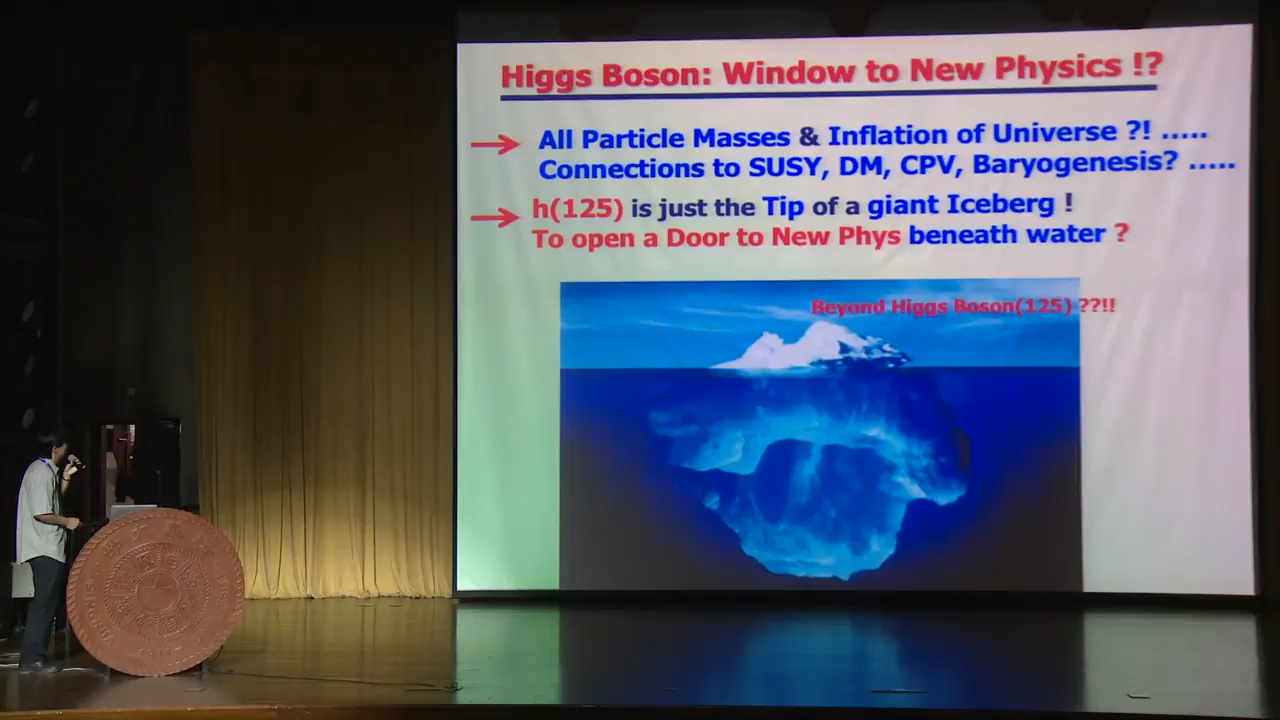 Higgs Boson: Window to New Physics !?
All Particle Masses & Inflation of Universe ?! .....
Connections to SUSY, DM, CPV, Baryogenesis? .....
h(125) is just the Tip of a giant Iceberg !
To open a Door to New Phys beneath water ?
Beyond Higgs Boson(125) ??!!